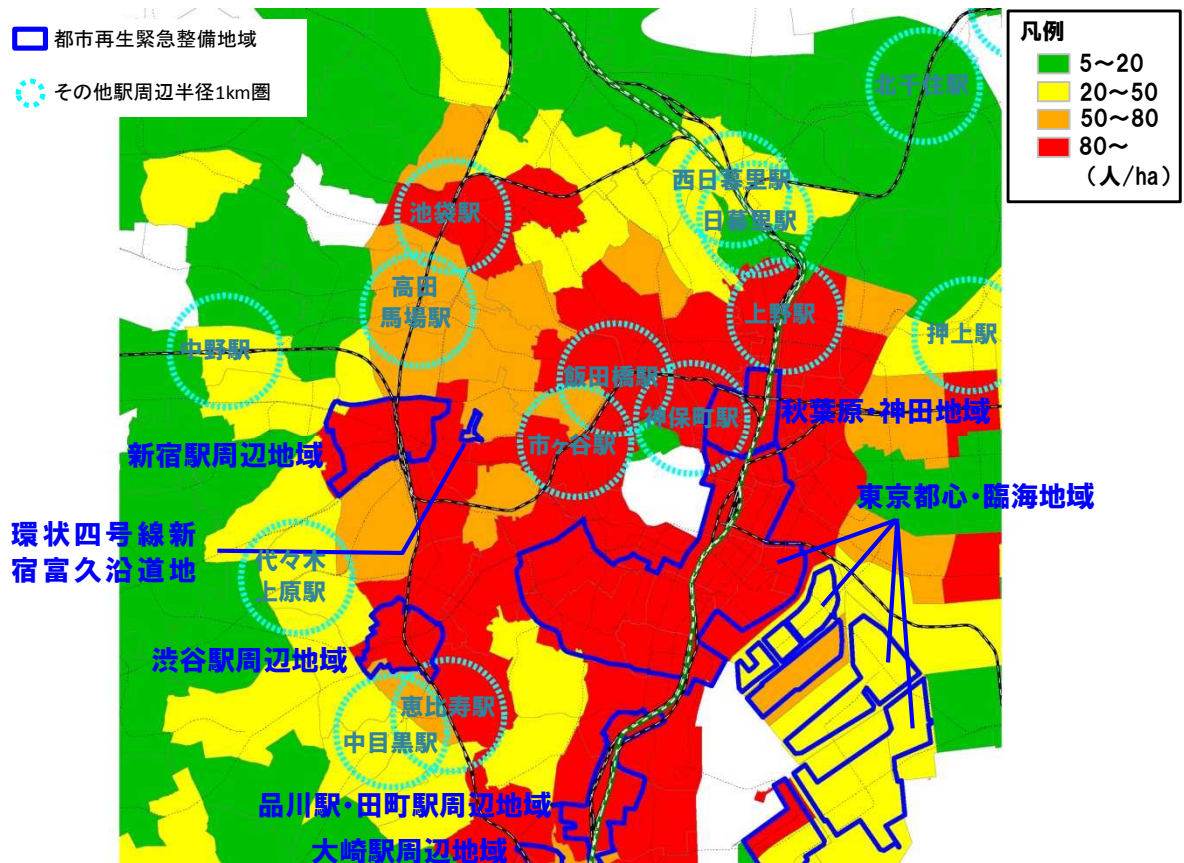 都市再生緊急整備地域
その他駅周辺半径1km圏
凡例
5～20
20～50
50～80
80～
（人/ha）
北千住駅
西日暮里駅
日暮里駅
池袋駅
高田
馬場駅
上野駅
押上駅
中野駅
飯田橋駅
神保町駅
秋葉原・神田地域
市ヶ谷駅
新宿駅周辺地域
東京都心・臨海地域
環状四号線新
宿富久沿道地
代々木
上原駅
渋谷駅周辺地域
恵比寿駅
中目黒駅
品川駅・田町駅周辺地域
大崎駅周辺地域